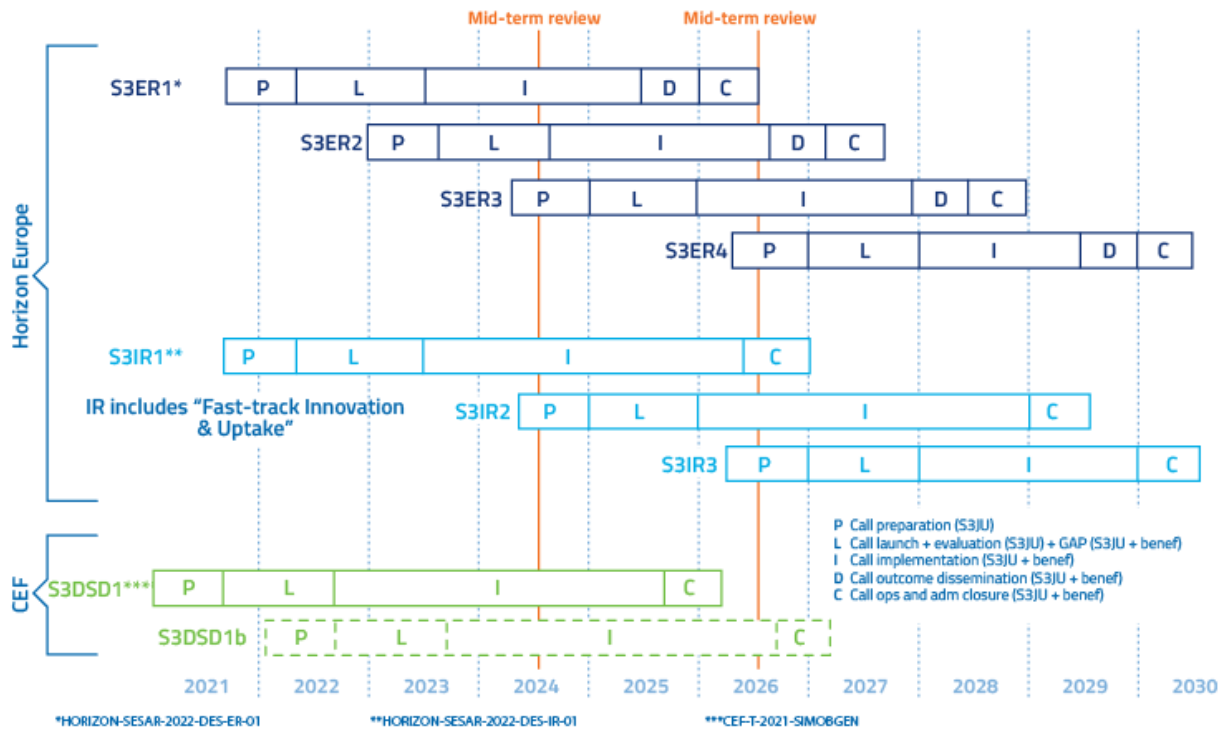 Mid-term review Mid-term review
S3ER1* P L I D C
S3ER2 P L I D C
S3ER3 P L I D C
S3ER4 P L I D C
Horizon Europe
S3IR1** P L I C
IR includes “Fast-track Innovation
& Uptake”
S3IR2 P L I C
S3IR3 P L I C
P Call preparation (S3JU)
L Call launch + evaluation (S3JU) + GAP (S3JU + benef)
I Call implementation (S3JU + benef)
D Call outcome dissemination (S3JU + benef)
C Call ops and adm closure (S3JU + benef)
CEF
S3DSD1*** P L I C
S3DSD1b P L I C
2021 2022 2023 2024 2025 2026 2027 2028 2029 2030
*HORIZON-SESAR-2022-DES-ER-01 **HORIZON-SESAR-2022-DES-IR-01 ***CEF-T-2021-SIMOBGEN